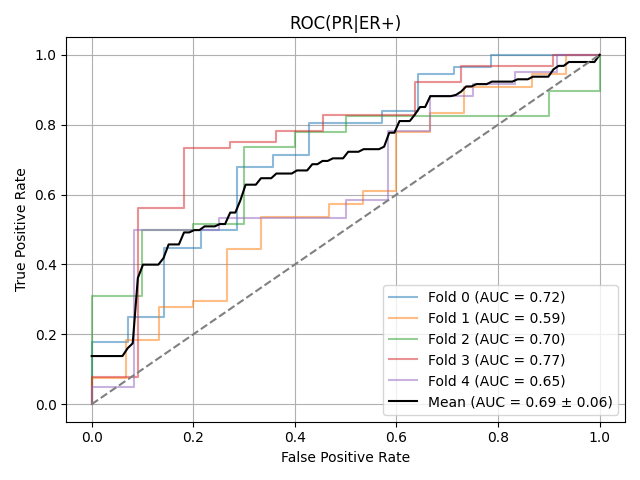 ROC(PR|ER+)
True Positive Rate
1.0
0.8
0.6
0.4
0.2
0.0
Fold 0 (AUC = 0.72)
Fold 1 (AUC = 0.59)
Fold 2 (AUC = 0.70)
Fold 3 (AUC = 0.77)
Fold 4 (AUC = 0.65)
Mean (AUC = 0.69 ± 0.06)
0.0 0.2 0.4 0.6 0.8 1.0
False Positive Rate